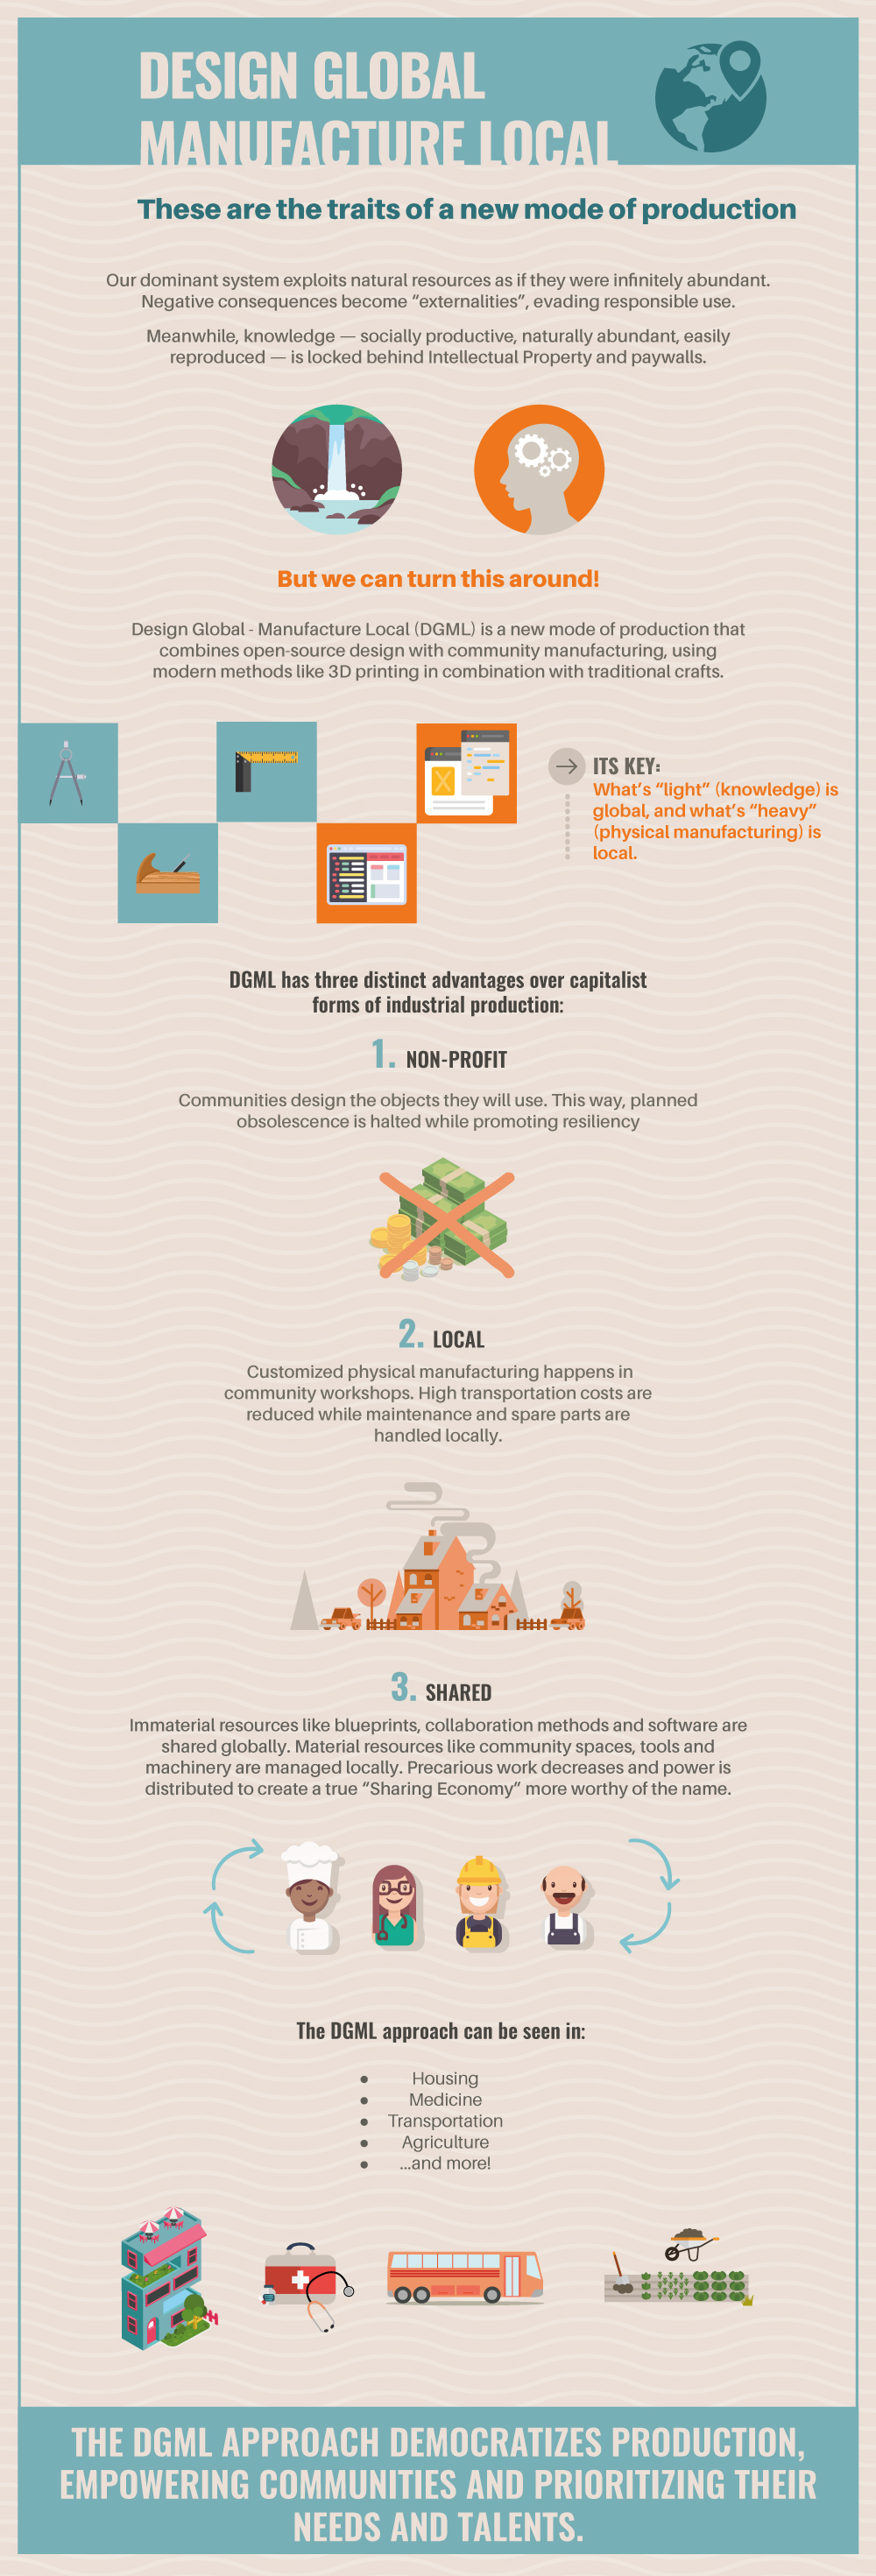 DESIGN GLOBAL
MANUFACTURE LOCAL
These are the traits of a new mode of production
Our dominant system exploits natural resources as if they were infinitely abundant.
Negative consequences become “externalities”, evading responsible use.
Meanwhile, knowledge — socially productive, naturally abundant, easily
reproduced — is locked behind Intellectual Property and paywalls.
But we can turn this around!
Design Global - Manufacture Local (DGML) is a new mode of production that
combines open-source design with community manufacturing, using
modern methods like 3D printing in combination with traditional crafts.
ITS KEY:
What’s “light” (knowledge) is
global, and what’s “heavy”
(physical manufacturing) is
local.
DGML has three distinct advantages over capitalist
forms of industrial production:
1. NON-PROFIT
Communities design the objects they will use. This way, planned
obsolescence is halted while promoting resiliency
2. LOCAL
Customized physical manufacturing happens in
community workshops. High transportation costs are
reduced while maintenance and spare parts are
handled locally.
3. SHARED
Immaterial resources like blueprints, collaboration methods and software are
shared globally. Material resources like community spaces, tools and
machinery are managed locally. Precarious work decreases and power is
distributed to create a true “Sharing Economy” more worthy of the name.
The DGML approach can be seen in:
● Housing
● Medicine
● Transportation
● Agriculture
● ...and more!
THE DGML APPROACH DEMOCRATIZES PRODUCTION,
EMPOWERING COMMUNITIES AND PRIORITIZING THEIR
NEEDS AND TALENTS.